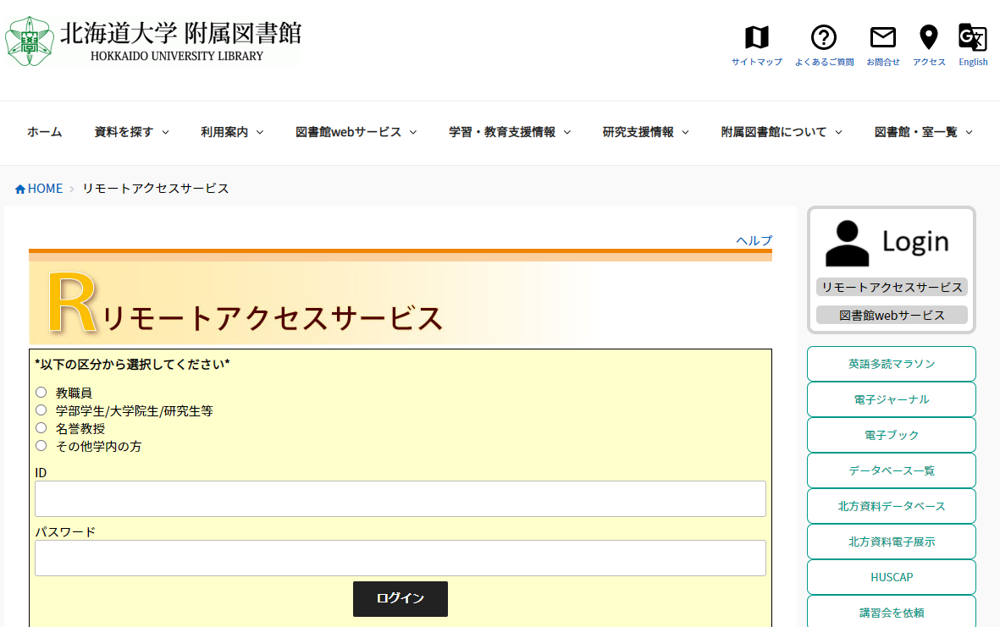 北海道大学 附属図書館
HOKKAIDO UNIVERSITY LIBRARY
サイトマップ
よくあるご質問
お問合せ
アクセス
English
ホーム
資料を探す
利用案内
図書館webサービス
学習・教育支援情報
研究支援情報
附属図書館について
図書館・室一覧
HOME
リモートアクセスサービス
ヘルプ
R リモートアクセスサービス
*以下の区分から選択してください*
教職員
学部学生/大学院生/研究生等
名誉教授
その他学内の方
ID
パスワード
ログイン
Login
リモートアクセスサービス
図書館webサービス
英語多読マラソン
電子ジャーナル
電子ブック
データベース一覧
北方資料データベース
北方資料電子展示
HUSCAP
講習会を依頼